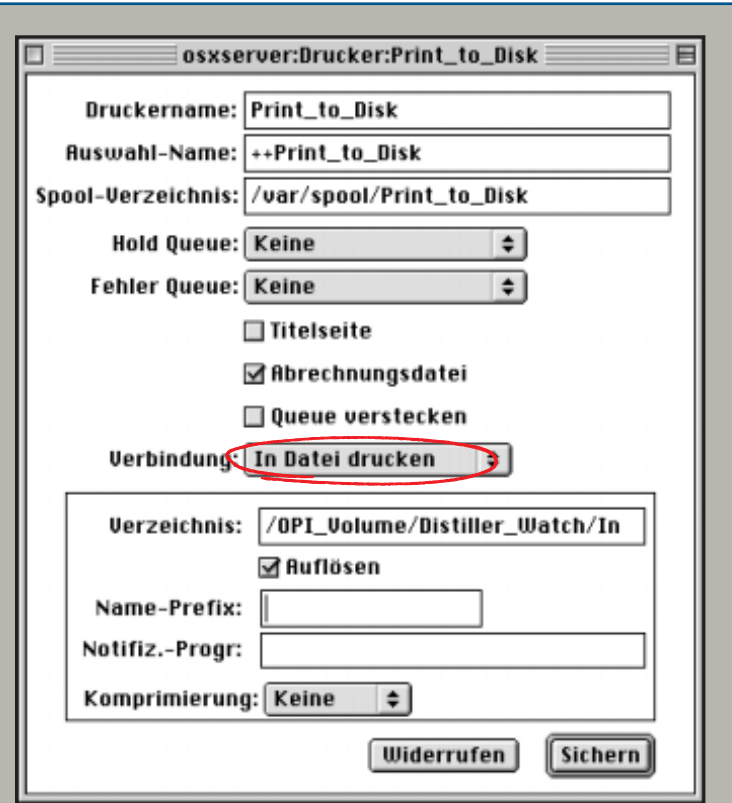 osxserver:Drucker:Print_to_Disk
Druckername: Print_to_Disk
Auswahl-Name: ++Print_to_Disk
Spool-Verzeichnis: /var/spool/Print_to_Disk
Hold Queue: Keine
Fehler Queue: Keine
Titelseite
Abrechnungsdatei
Queue verstecken
Verbindung: In Datei drucken
Verzeichnis: /OPI_Volume/Distiller_Watch/In
Auflösen
Name-Prefix:
Notifiz.-Progr:
Komprimierung: Keine
Widerrufen Sichern